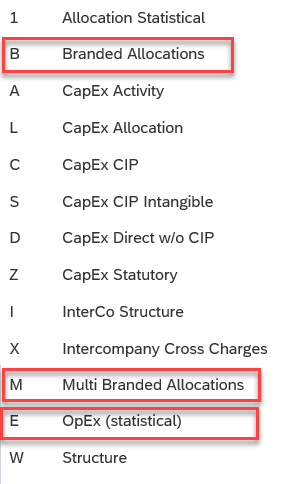 1 Allocation Statistical
B Branded Allocations
A CapEx Activity
L CapEx Allocation
C CapEx CIP
S CapEx CIP Intangible
D CapEx Direct w/o CIP
Z CapEx Statutory
I InterCo Structure
X Intercompany Cross Charges
M Multi Branded Allocations
E OpEx (statistical)
W Structure